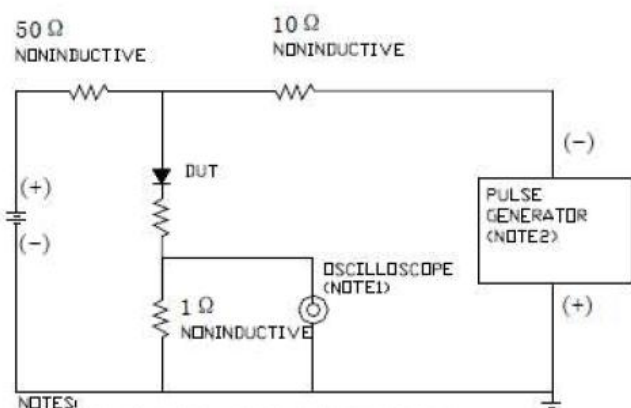 50 Ω
NONINDUCTIVE
10 Ω
NONINDUCTIVE
(+)
(-)
DUT
(-)
PULSE
GENERATOR
(NOTE2)
OSCILLOSCOPE
(NOTE1)
1 Ω
NONINDUCTIVE
(+)
NOTES: